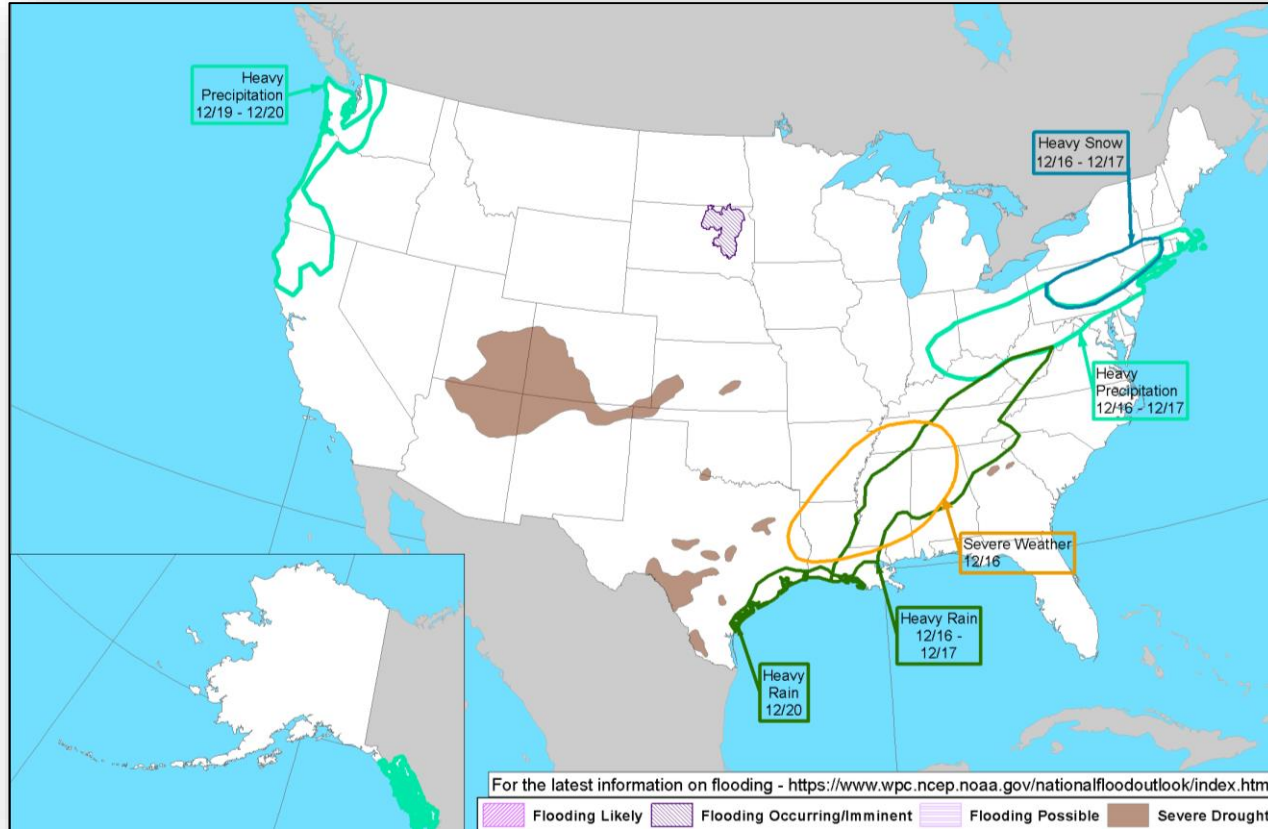 Heavy
Precipitation
12/19 - 12/20
Heavy Snow
12/16 - 12/17
Heavy
Precipitation
12/16 - 12/17
Severe Weather
12/16
Heavy Rain
12/16 -
12/17
Heavy
Rain
12/20
For the latest information on flooding - https://www.wpc.ncep.noaa.gov/nationalfloodoutlook/index.htm
Flooding Likely Flooding Occurring/Imminent Flooding Possible Severe Drought